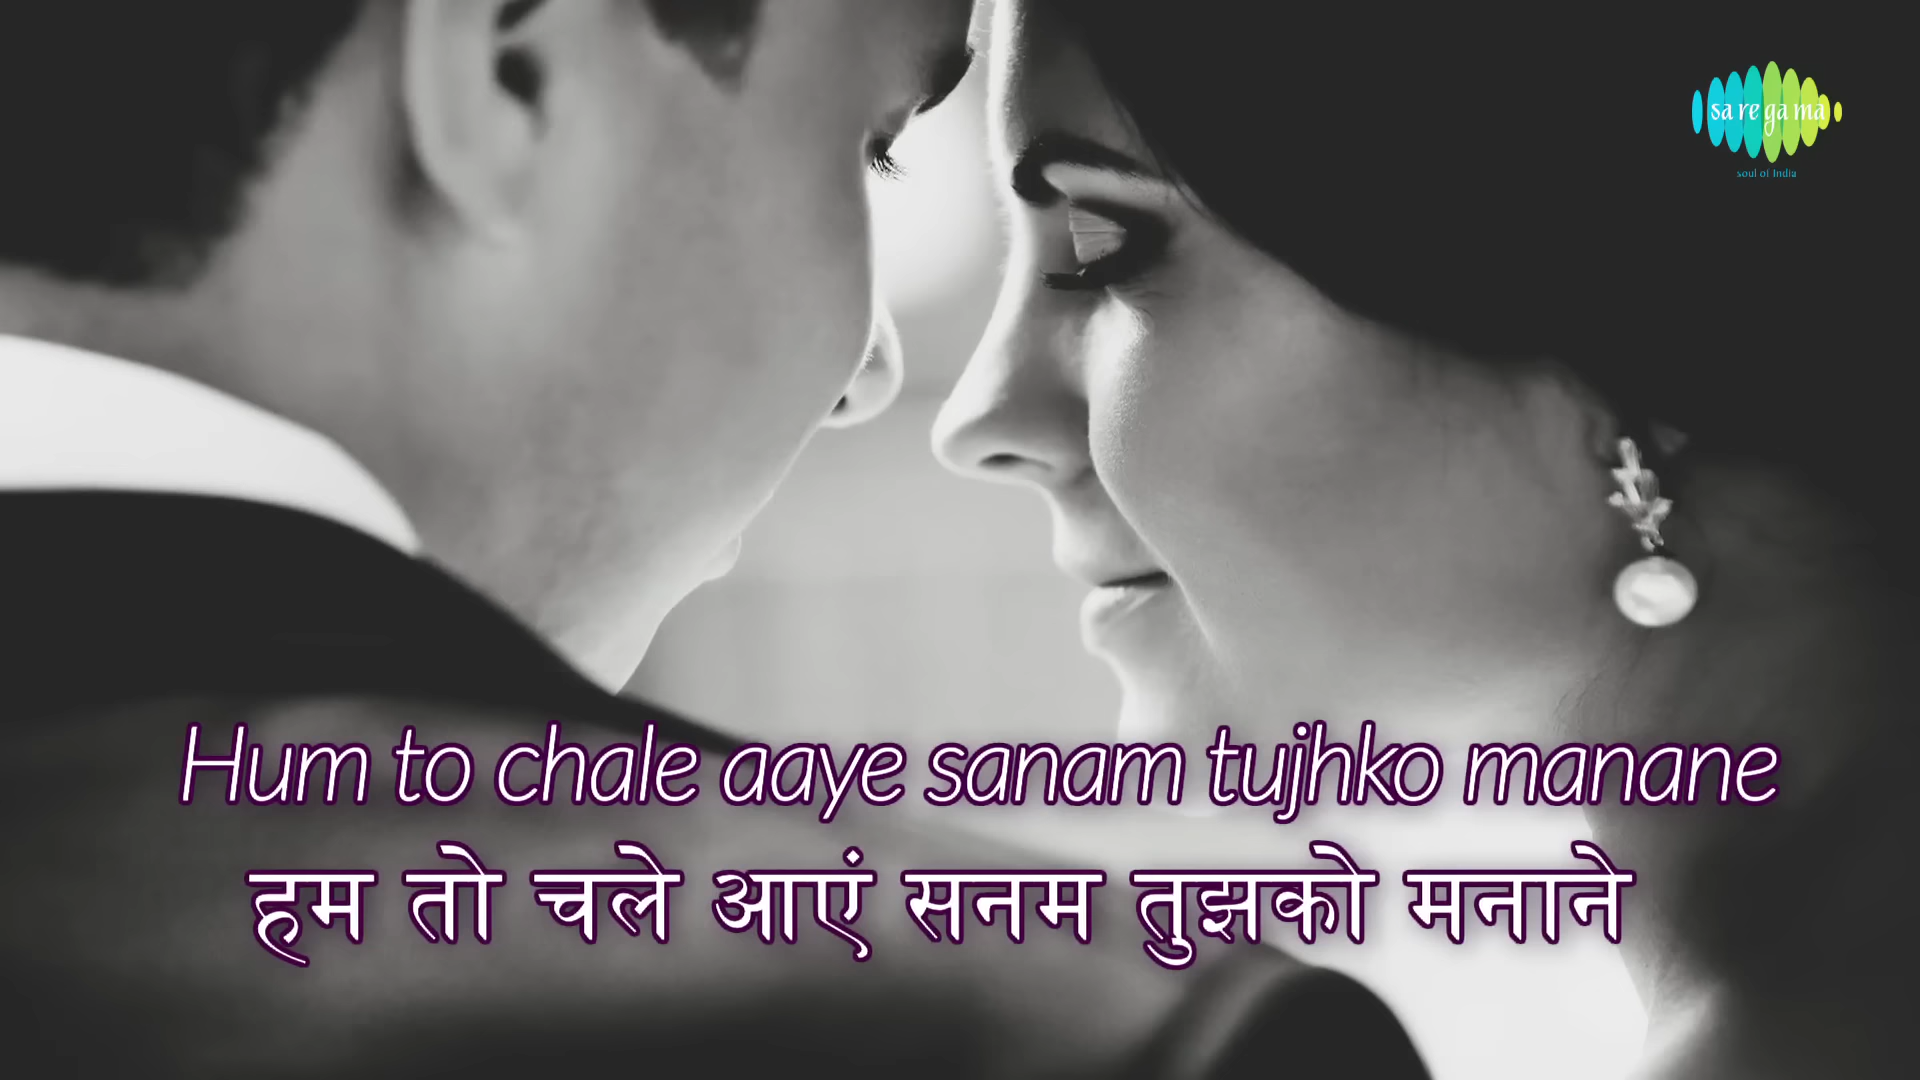 sa re ga ma
soul of India
Hum to chale aaye sanam tujhko manane
हम तो चले आएं सनम तुझको मनाने